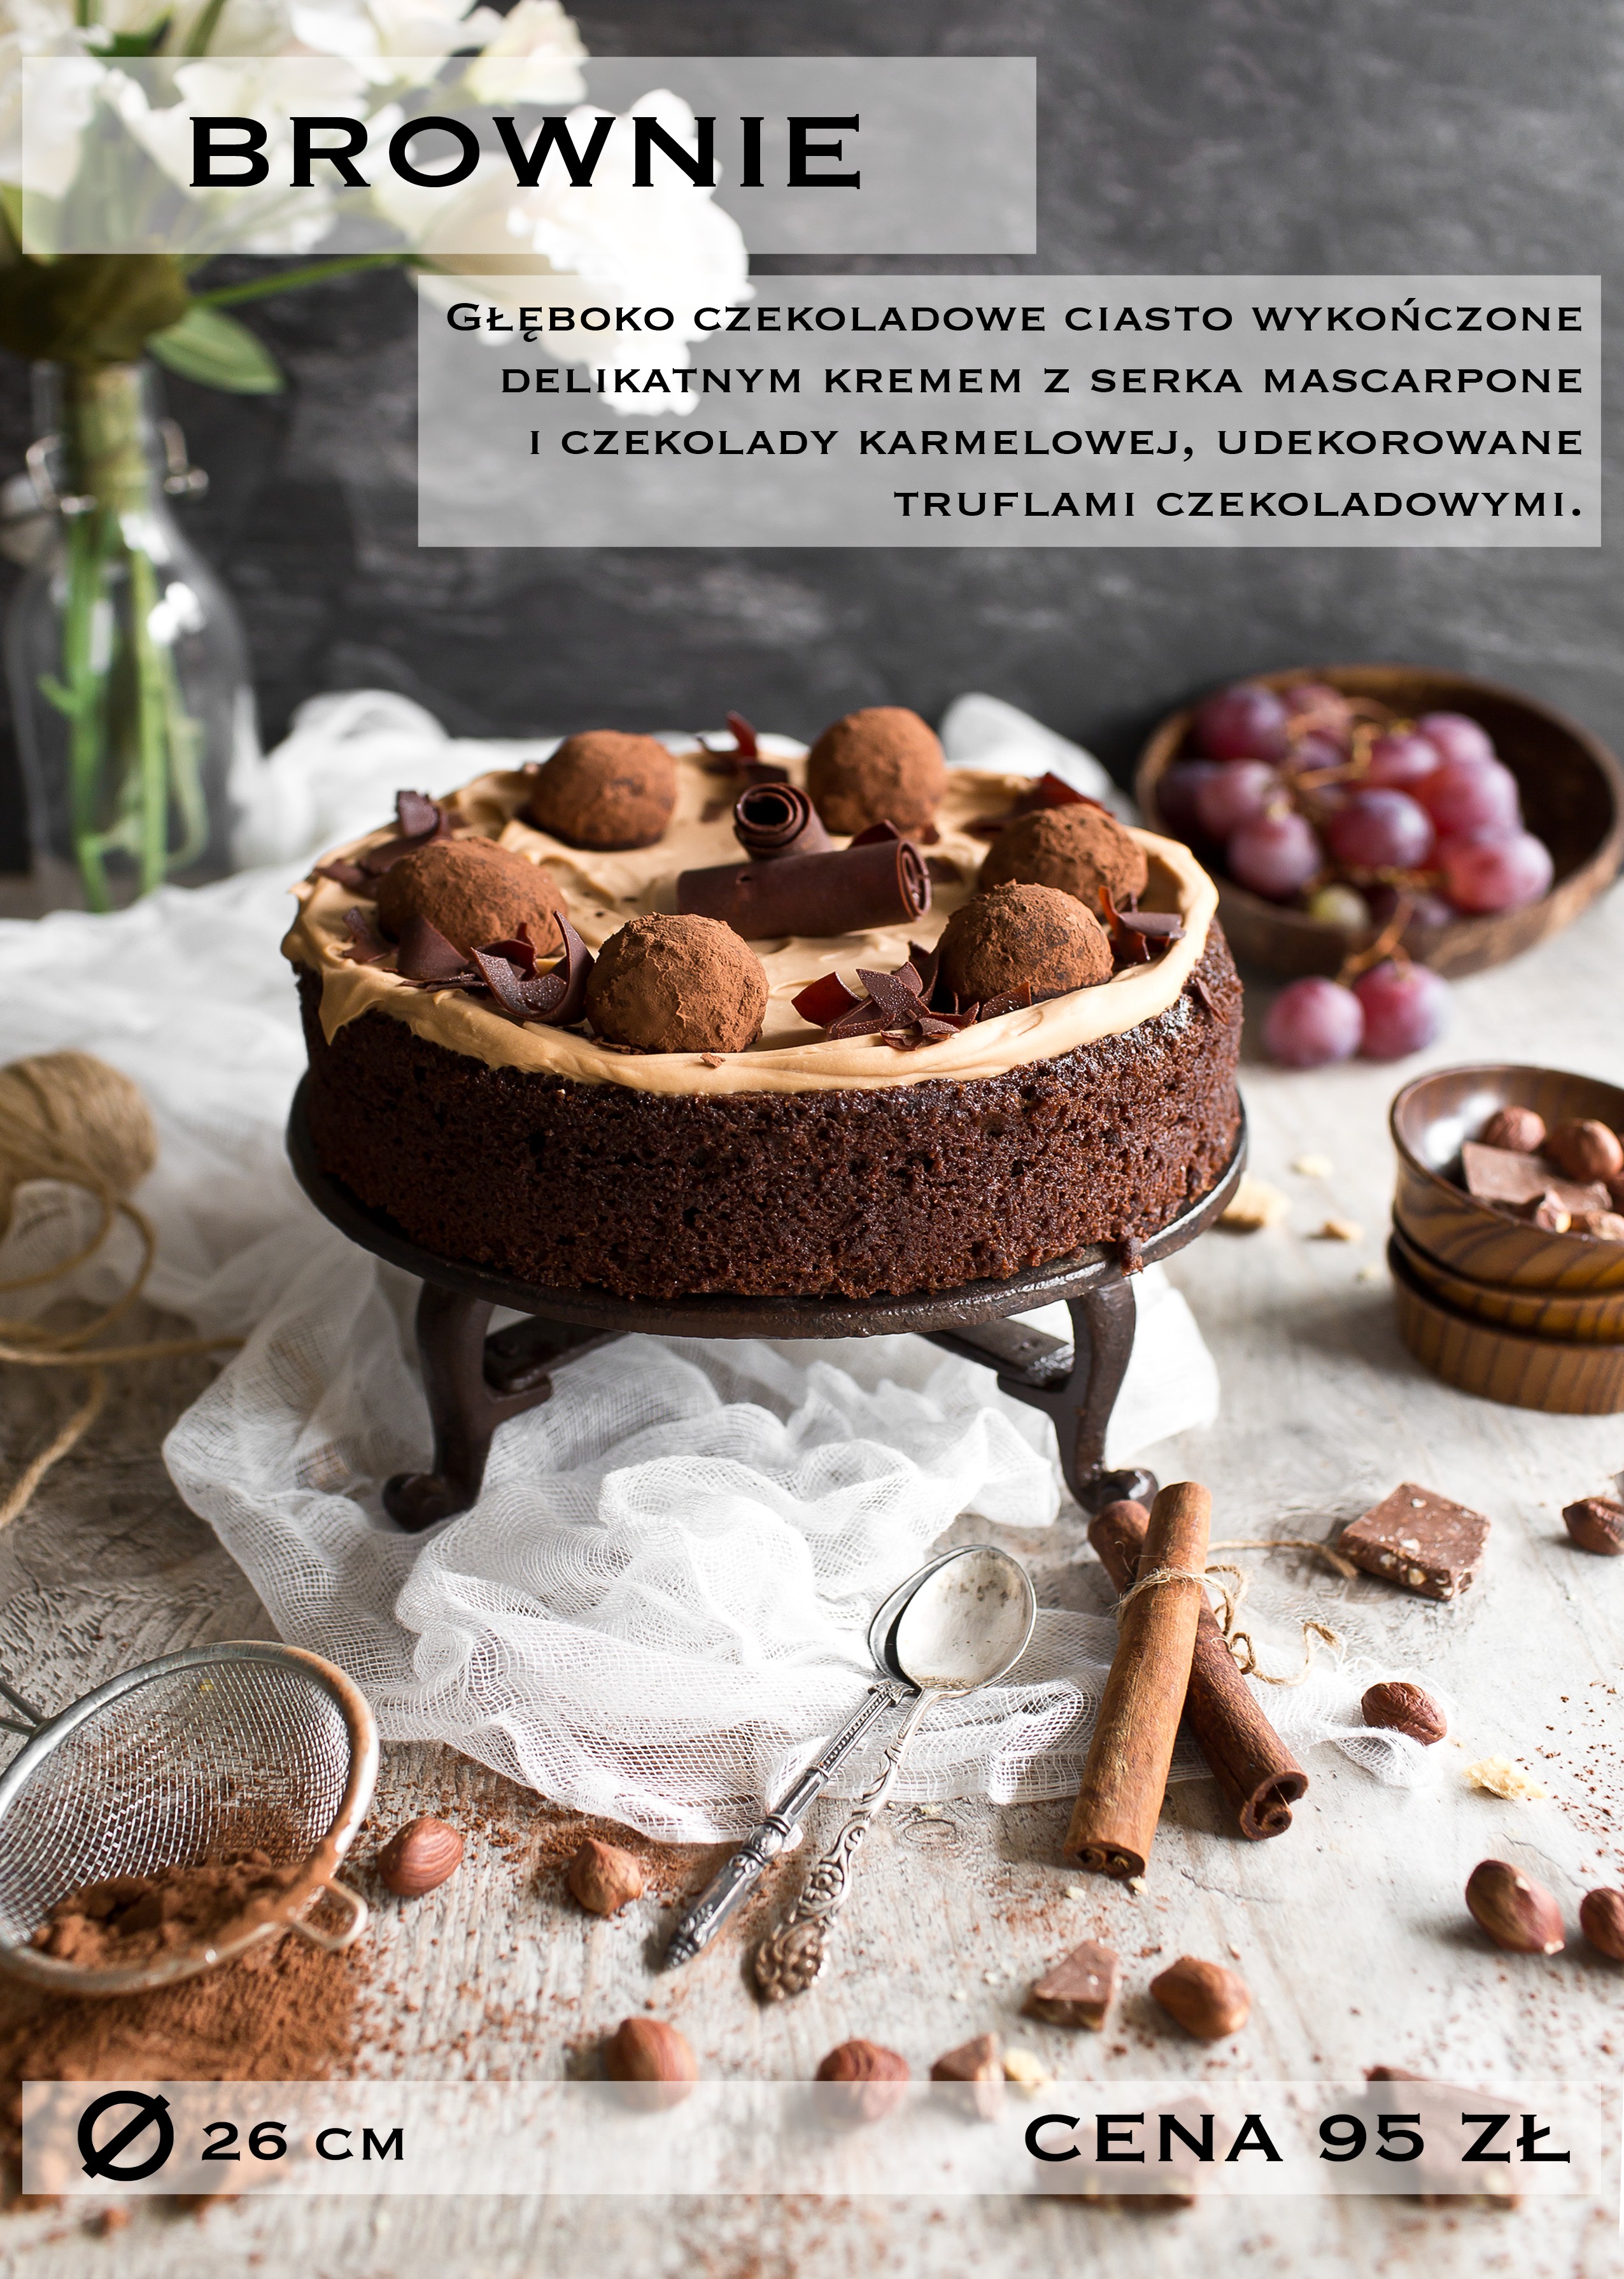 BROWNIE
Głęboko czekoladowe ciasto wykończone
delikatnym kremem z serka mascarpone
i czekolady karmelowej, udekorowane
truflami czekoladowymi.
Ø 26 cm
CENA 95 ZŁ